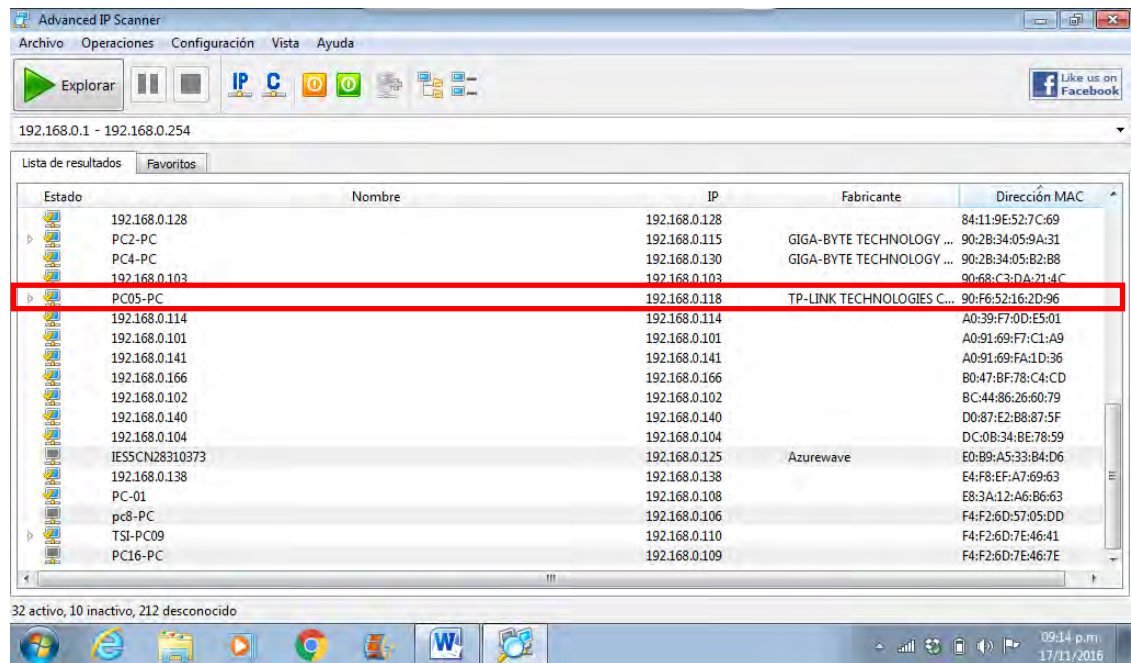 Advanced IP Scanner
Archivo Operaciones Configuración Vista Ayuda
Explorar IP C Like us on
Facebook
192.168.0.1 - 192.168.0.254
Lista de resultados Favoritos
Estado Nombre IP Fabricante Dirección MAC
192.168.0.128 192.168.0.128 84:11:9E:52:7C:69
PC2-PC 192.168.0.115 GIGA-BYTE TECHNOLOGY ... 90:2B:34:05:9A:31
PC4-PC 192.168.0.130 GIGA-BYTE TECHNOLOGY ... 90:2B:34:05:B2:B8
192.168.0.103 192.168.0.103 90:68:C3:DA:21:4C
PC05-PC 192.168.0.118 TP-LINK TECHNOLOGIES C... 90:F6:52:16:2D:96
192.168.0.114 192.168.0.114 A0:39:F7:0D:E5:01
192.168.0.101 192.168.0.101 A0:91:69:F7:C1:A9
192.168.0.141 192.168.0.141 A0:91:69:FA:1D:36
192.168.0.166 192.168.0.166 B0:47:BF:78:C4:CD
192.168.0.102 192.168.0.102 BC:44:86:26:60:79
192.168.0.140 192.168.0.140 D0:87:E2:B8:87:5F
192.168.0.104 192.168.0.104 DC:0B:34:BE:78:59
IES5CN28310373 192.168.0.125 Azurewave E0:B9:A5:33:B4:D6
192.168.0.138 192.168.0.138 E4:F8:EF:A7:69:63
PC-01 192.168.0.108 E8:3A:12:A6:B6:63
pc8-PC 192.168.0.106 F4:F2:6D:57:05:DD
TSI-PC09 192.168.0.110 F4:F2:6D:7E:46:41
PC16-PC 192.168.0.109 F4:F2:6D:7E:46:7E
32 activo, 10 inactivo, 212 desconocido
W
09:14 p.m.
17/11/2016